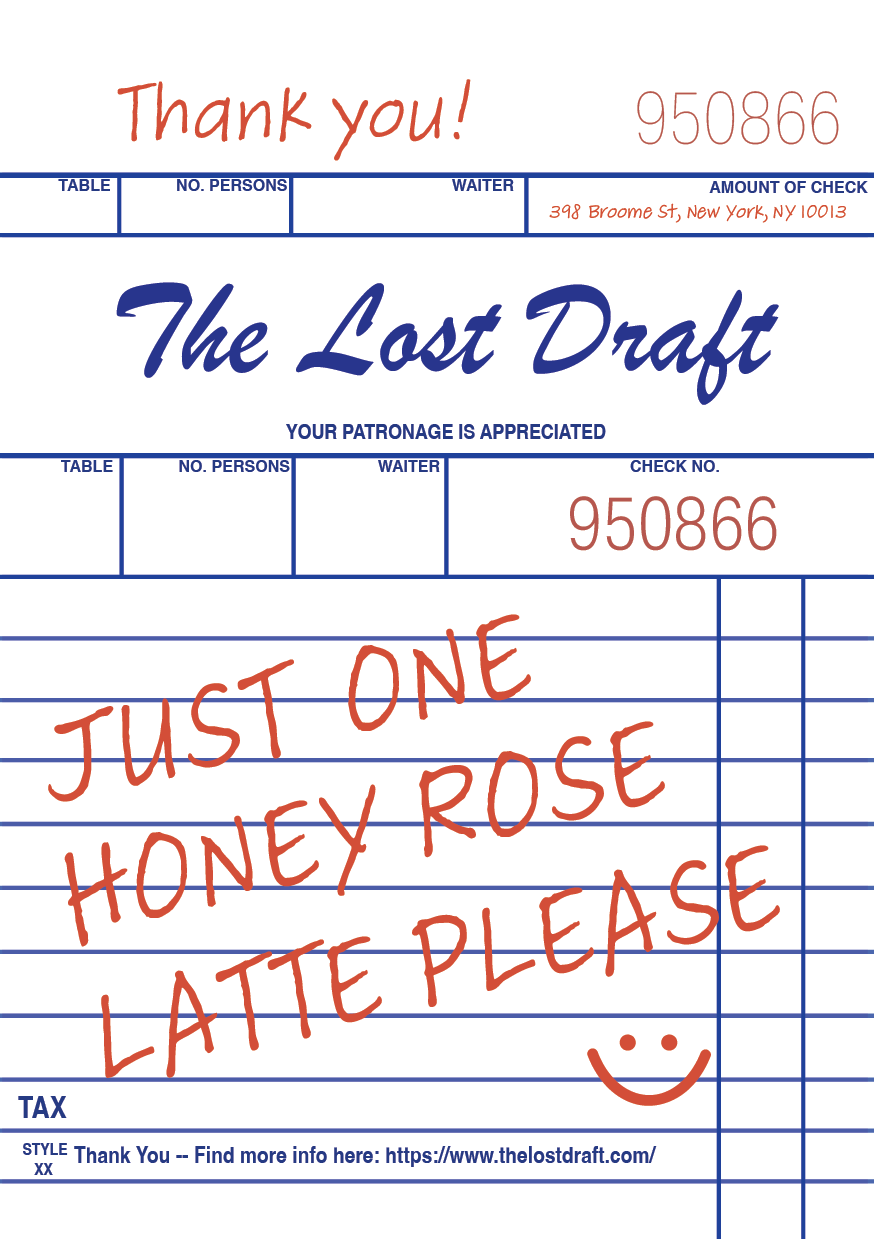 Thank you! 950866
TABLE NO. PERSONS WAITER AMOUNT OF CHECK
398 Broome St, New York, NY 10013
The Lost Draft
YOUR PATRONAGE IS APPRECIATED
TABLE NO. PERSONS WAITER CHECK NO.
950866
JUST ONE
HONEY ROSE
LATTE PLEASE
TAX
STYLE XX Thank You -- Find more info here: https://www.thelostdraft.com/